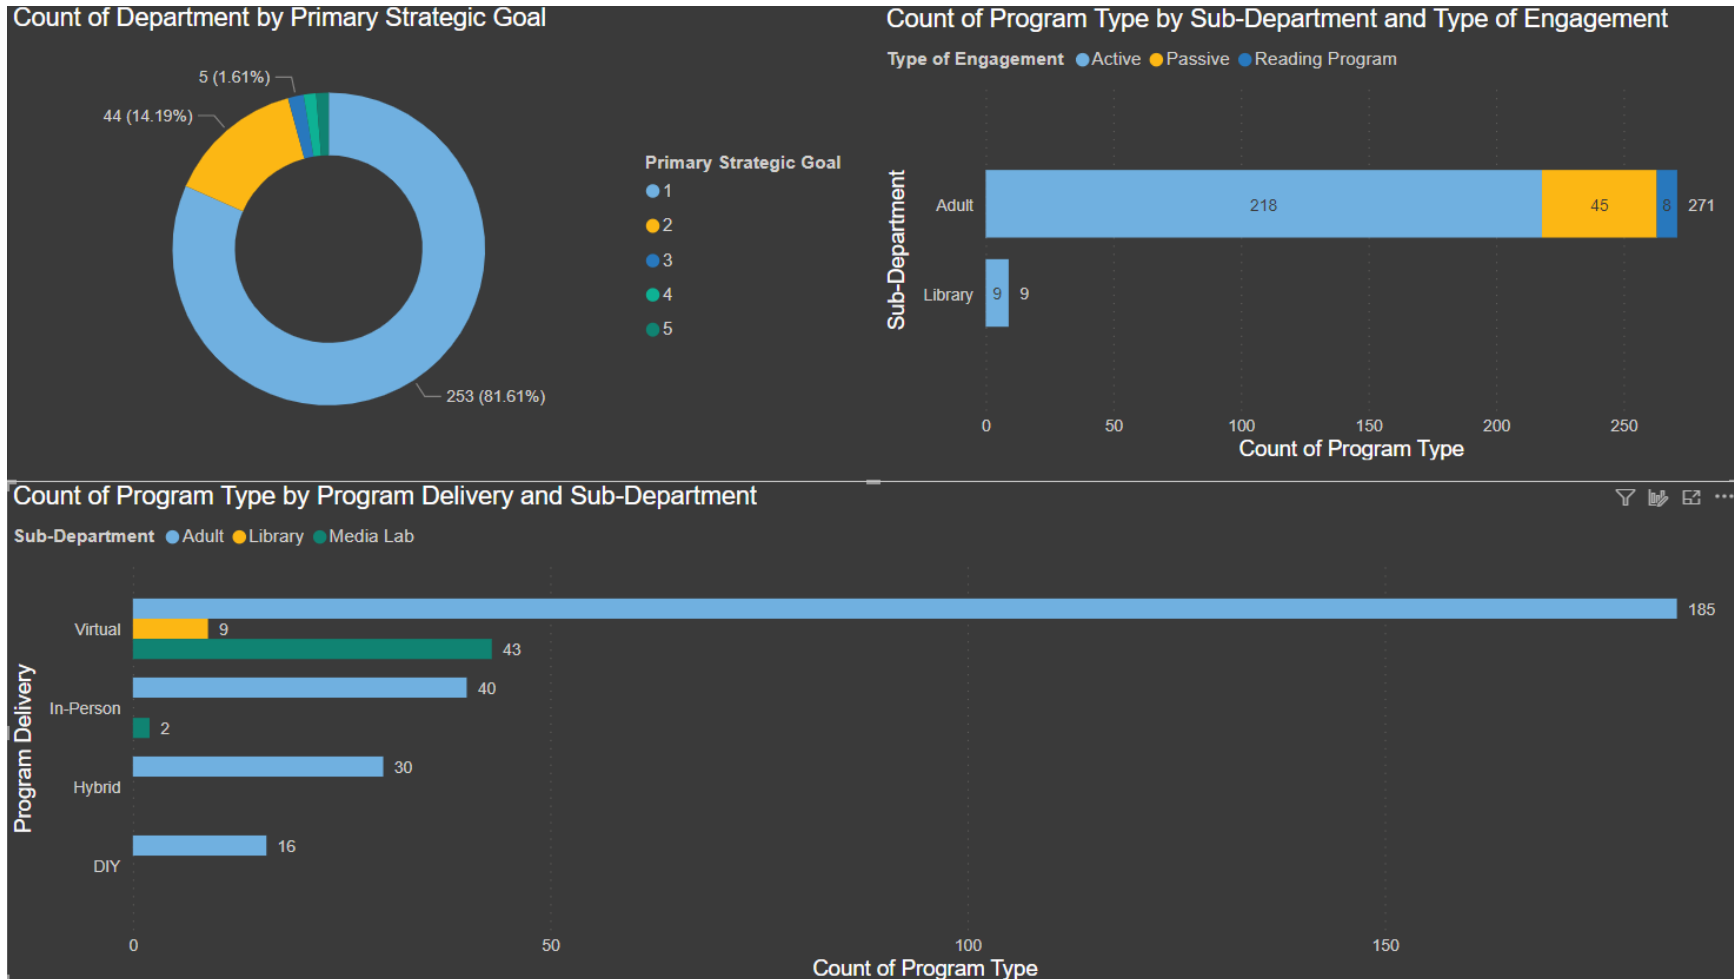 Count of Department by Primary Strategic Goal
5 (1.61%)
44 (14.19%)
253 (81.61%)
Primary Strategic Goal
1
2
3
4
5
Count of Program Type by Sub-Department and Type of Engagement
Type of Engagement Active Passive Reading Program
Sub-Department
Adult 218 45 8 271
Library 9 9
0 50 100 150 200 250
Count of Program Type
Count of Program Type by Program Delivery and Sub-Department
Sub-Department Adult Library Media Lab
Program Delivery
185
Virtual 9
43
40
In-Person
2
30
Hybrid
16
DIY
0 50 100 150
Count of Program Type